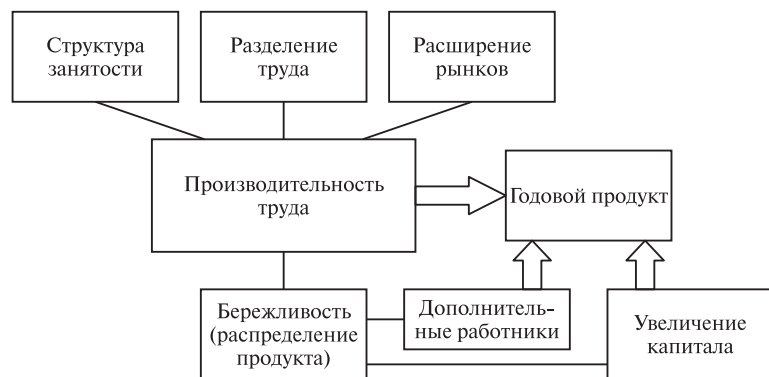 Структура
занятости
Разделение
труда
Расширение
рынков
Производительность
труда
Годовой продукт
Бережливость
(распределение
продукта)
Дополнитель-
ные работники
Увеличение
капитала